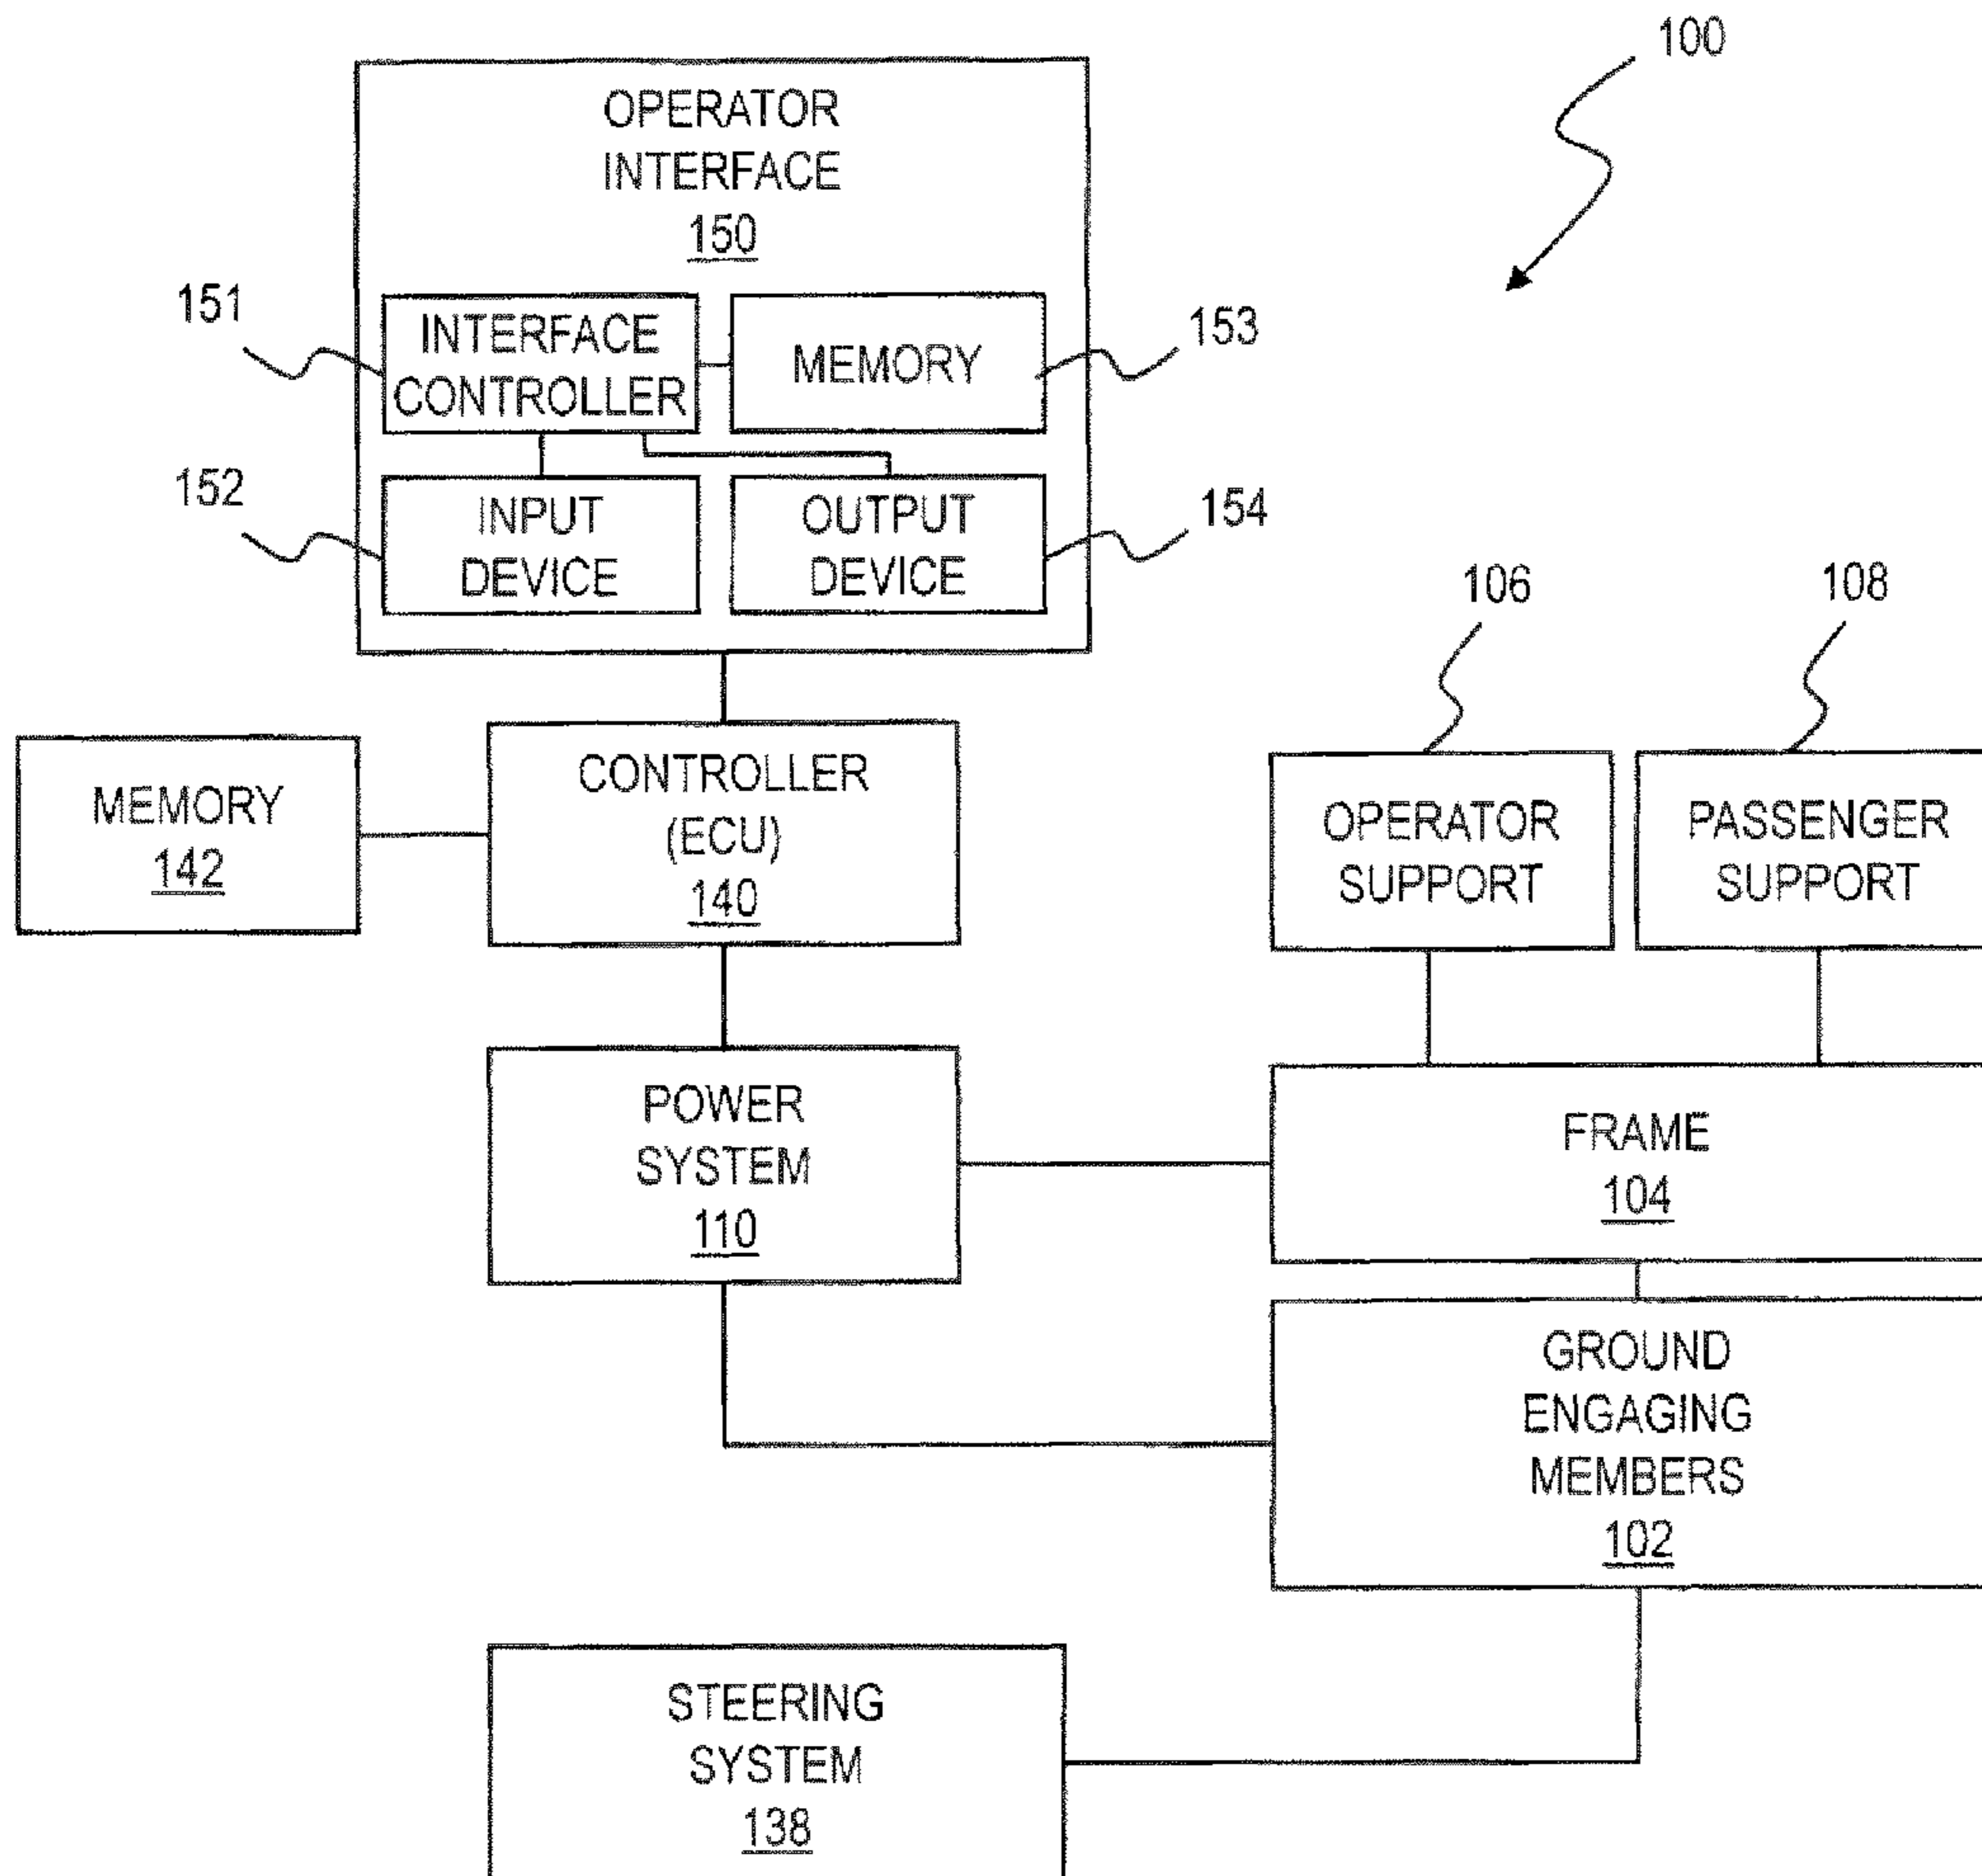 100
OPERATOR
INTERFACE
150
151
INTERFACE
CONTROLLER
MEMORY
153
152
INPUT
DEVICE
OUTPUT
DEVICE
154
106
108
MEMORY
142
CONTROLLER
(ECU)
140
OPERATOR
SUPPORT
PASSENGER
SUPPORT
POWER
SYSTEM
110
FRAME
104
GROUND
ENGAGING
MEMBERS
102
STEERING
SYSTEM
138